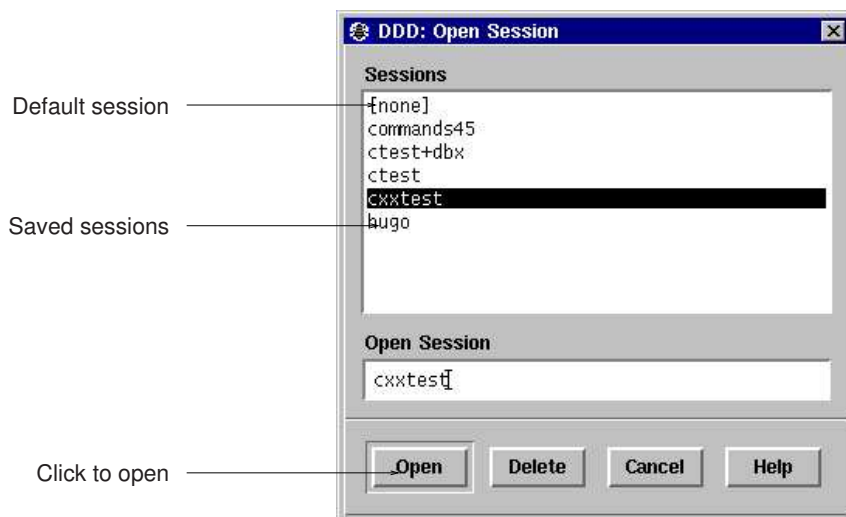 DDD: Open Session
Sessions
Default session
[none]
commands45
ctest+dbx
ctest
cxxtest
Saved sessions
hugo
Open Session
cxxtest
Click to open
Open
Delete
Cancel
Help